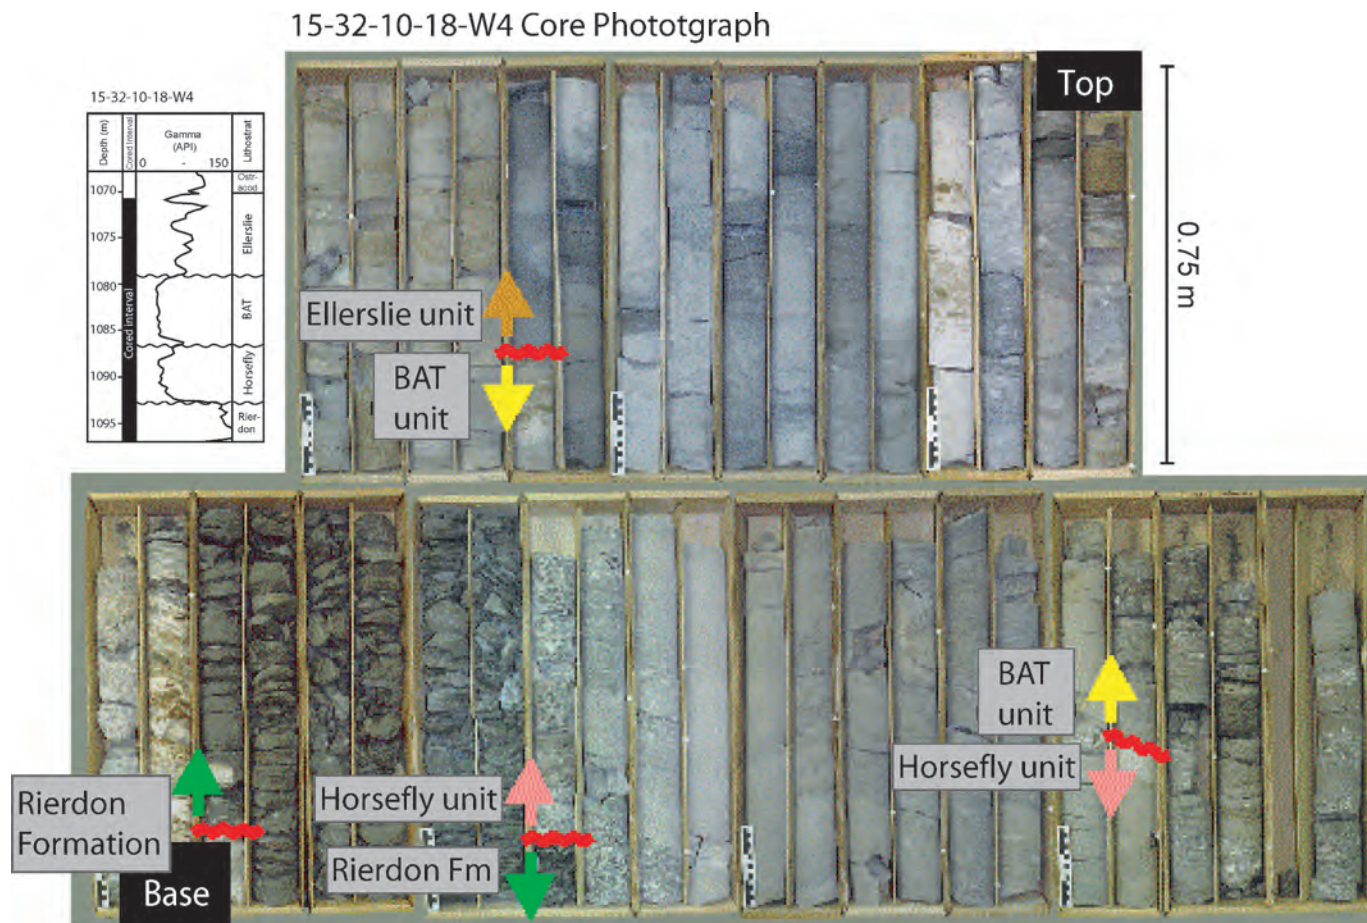 15-32-10-18-W4 Core Phototgraph
Top
15-32-10-18-W4
Depth (m)
Cored Interval
Gamma
(API)
0 - 150
Lithostrat
Ostr-
acod
1070
1075
1080
1085
1090
1095
Cored interval
Ellerslie
BAT
Horsefly
Rier-
don
0.75 m
Ellerslie unit
BAT
unit
BAT
unit
Horsefly unit
Horsefly unit
Rierdon Fm
Rierdon
Formation
Base